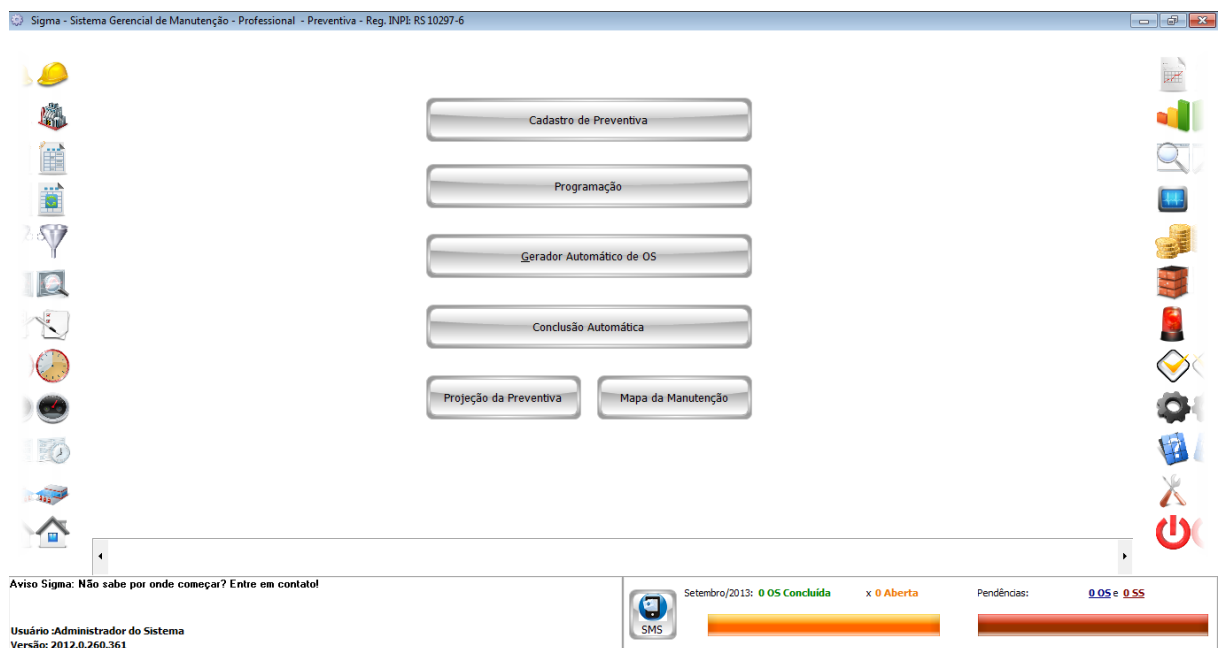 Sigma - Sistema Gerencial de Manutenção - Professional - Preventiva - Reg. INPI: RS 10297-6
Cadastro de Preventiva
Programação
Gerador Automático de OS
Conclusão Automática
Projeção da Preventiva
Mapa da Manutenção
Aviso Sigma: Não sabe por onde começar? Entre em contato!
Usuário :Administrador do Sistema
Versão: 2012.0.260.361
SMS
Setembro/2013: 0 OS Concluída x 0 Aberta
Pendências: 0 OS e 0 SS